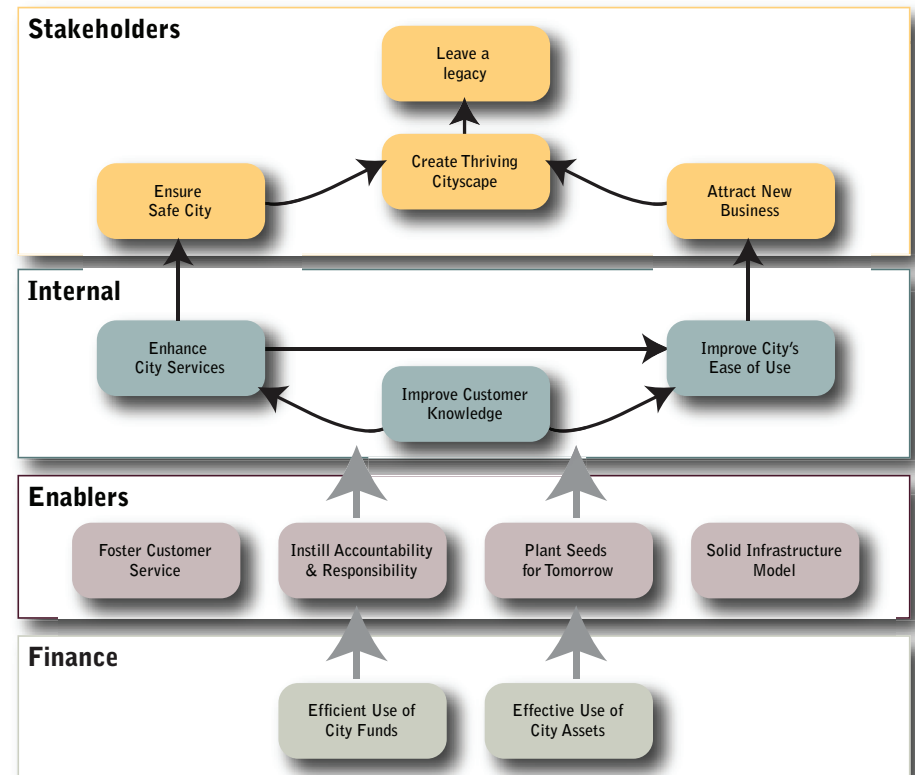 Stakeholders
Leave a
legacy
Create Thriving
Cityscape
Ensure
Safe City
Attract New
Business
Internal
Enhance
City Services
Improve City's
Ease of Use
Improve Customer
Knowledge
Enablers
Foster Customer
Service
Instill Accountability
& Responsibility
Plant Seeds
for Tomorrow
Solid Infrastructure
Model
Finance
Efficient Use of
City Funds
Effective Use of
City Assets